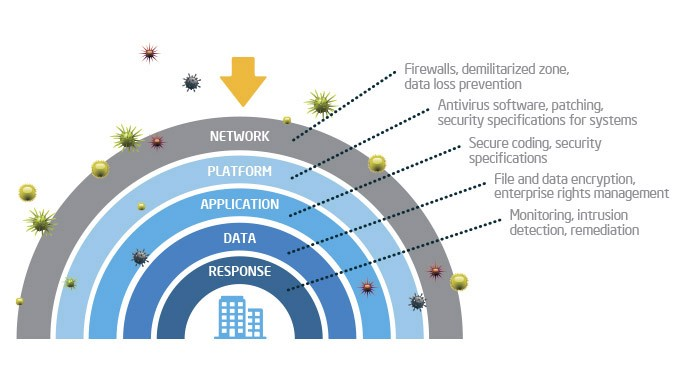 Firewalls, demilitarized zone,
data loss prevention
NETWORK
Antivirus software, patching,
security specifications for systems
PLATFORM
Secure coding, security
specifications
APPLICATION
File and data encryption,
enterprise rights management
DATA
Monitoring, intrusion
detection, remediation
RESPONSE